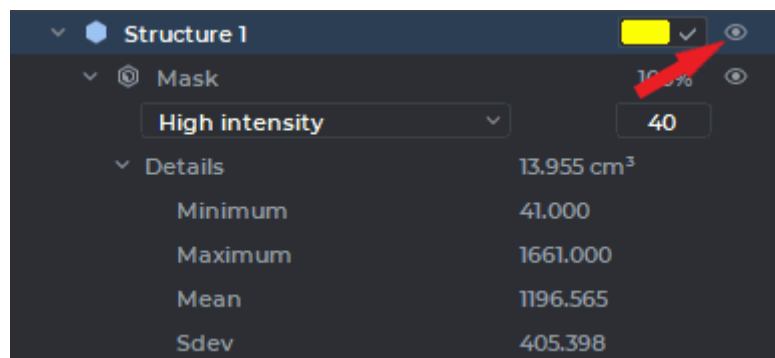 Structure 1
Mask 100%
High intensity 40
Details 13.955 cm³
Minimum 41.000
Maximum 1661.000
Mean 1196.565
Sdev 405.398